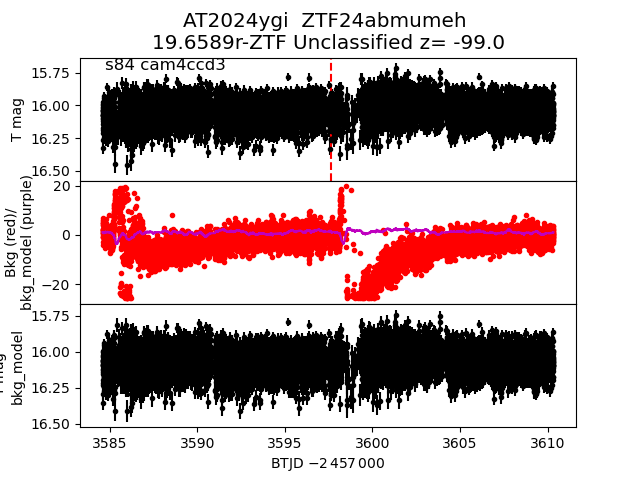 AT2024ygi ZTF24abmumeh
19.6589r-ZTF Unclassified z= -99.0
s84 cam4ccd3
15.75
16.00
16.25
16.50
T mag
20
0
−20
Bkg (red)/
bkg_model (purple)
15.75
16.00
16.25
16.50
bkg_model
3585 3590 3595 3600 3605 3610
BTJD −2 457 000